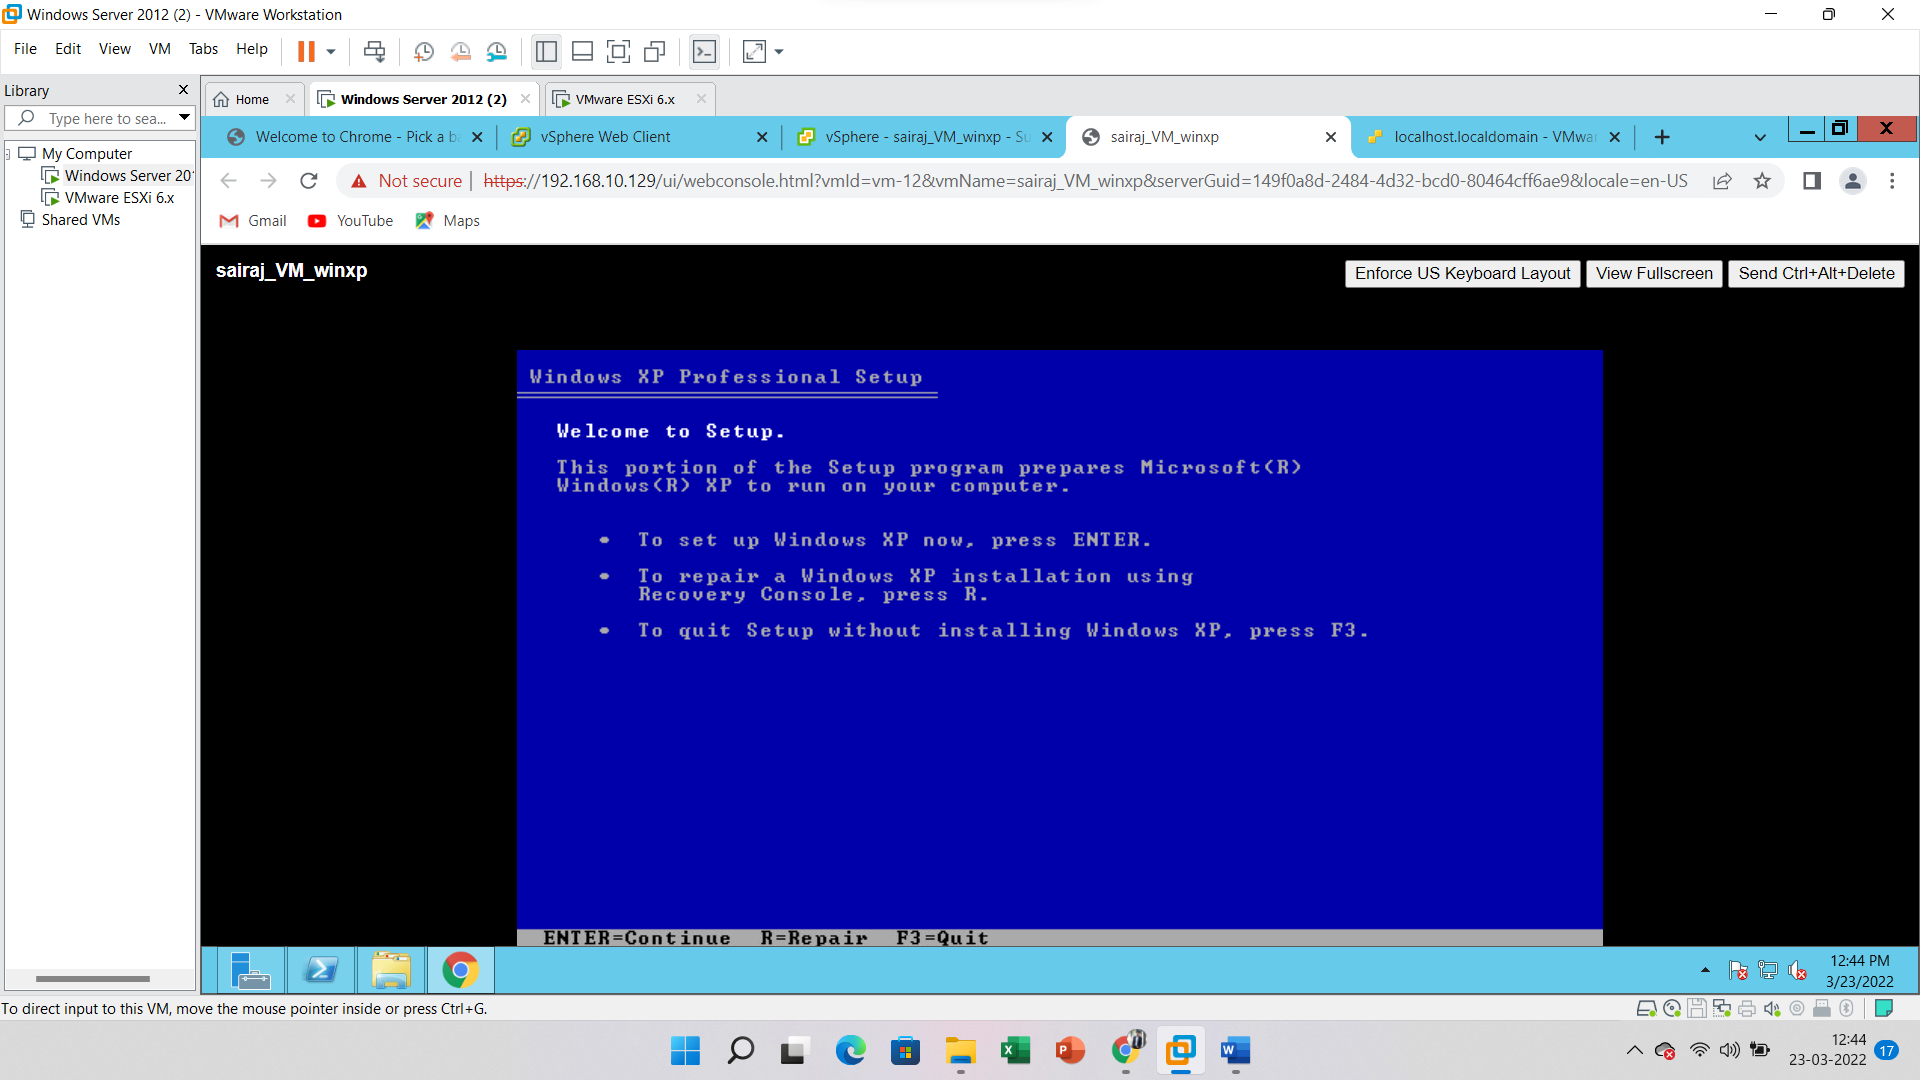 Windows Server 2012 (2) - VMware Workstation
File Edit View VM Tabs Help
Library
Type here to sea...
My Computer
Windows Server 20
VMware ESXi 6.x
Shared VMs
Home
Windows Server 2012 (2)
VMware ESXi 6.x
Welcome to Chrome - Pick a b
vSphere Web Client
vSphere - sairaj_VM_winxp - Su
sairaj_VM_winxp
localhost.localdomain - VMwar
Not secure
https://192.168.10.129/ui/webconsole.html?vmId=vm-12&vmName=sairaj_VM_winxp&serverGuid=149f0a8d-2484-4d32-bcd0-80464cff6ae9&locale=en-US
Gmail
YouTube
Maps
sairaj_VM_winxp
Enforce US Keyboard Layout
View Fullscreen
Send Ctrl+Alt+Delete
Windows XP Professional Setup
Welcome to Setup.
This portion of the Setup program prepares Microsoft(R)
Windows(R) XP to run on your computer.
• To set up Windows XP now, press ENTER.
• To repair a Windows XP installation using
Recovery Console, press R.
• To quit Setup without installing Windows XP, press F3.
ENTER=Continue R=Repair F3=Quit
12:44 PM
3/23/2022
To direct input to this VM, move the mouse pointer inside or press Ctrl+G.
12:44
23-03-2022
17